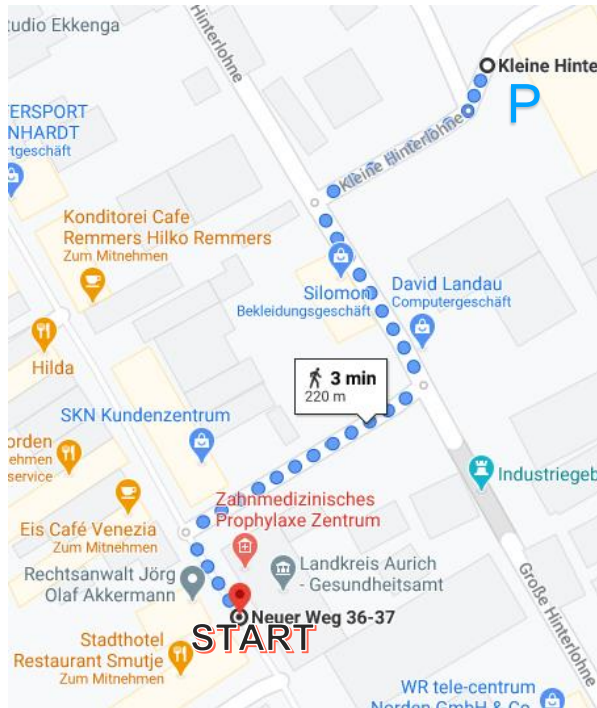 tudio Ekkenga
Hinterlohne
Kleine Hinte
P
ERSPORT
NHARDT
rtgeschäft
Kleine Hinterlohne
Konditorei Cafe
Remmers Hilko Remmers
Zum Mitnehmen
Silomon
Bekleidungsgeschäft
David Landau
Computergeschäft
Hilda
3 min
220 m
SKN Kundenzentrum
orden
ehmen
service
Industriegeb
Zahnmedizinisches
Prophylaxe Zentrum
Eis Café Venezia
Zum Mitnehmen
Rechtsanwalt Jörg
Olaf Akkermann
Landkreis Aurich
- Gesundheitsamt
Neuer Weg 36-37
START
Große Hinterlohne
Stadthotel
Restaurant Smutje
Zum Mitnehmen
WR tele-centrum
Norden GmbH & Co